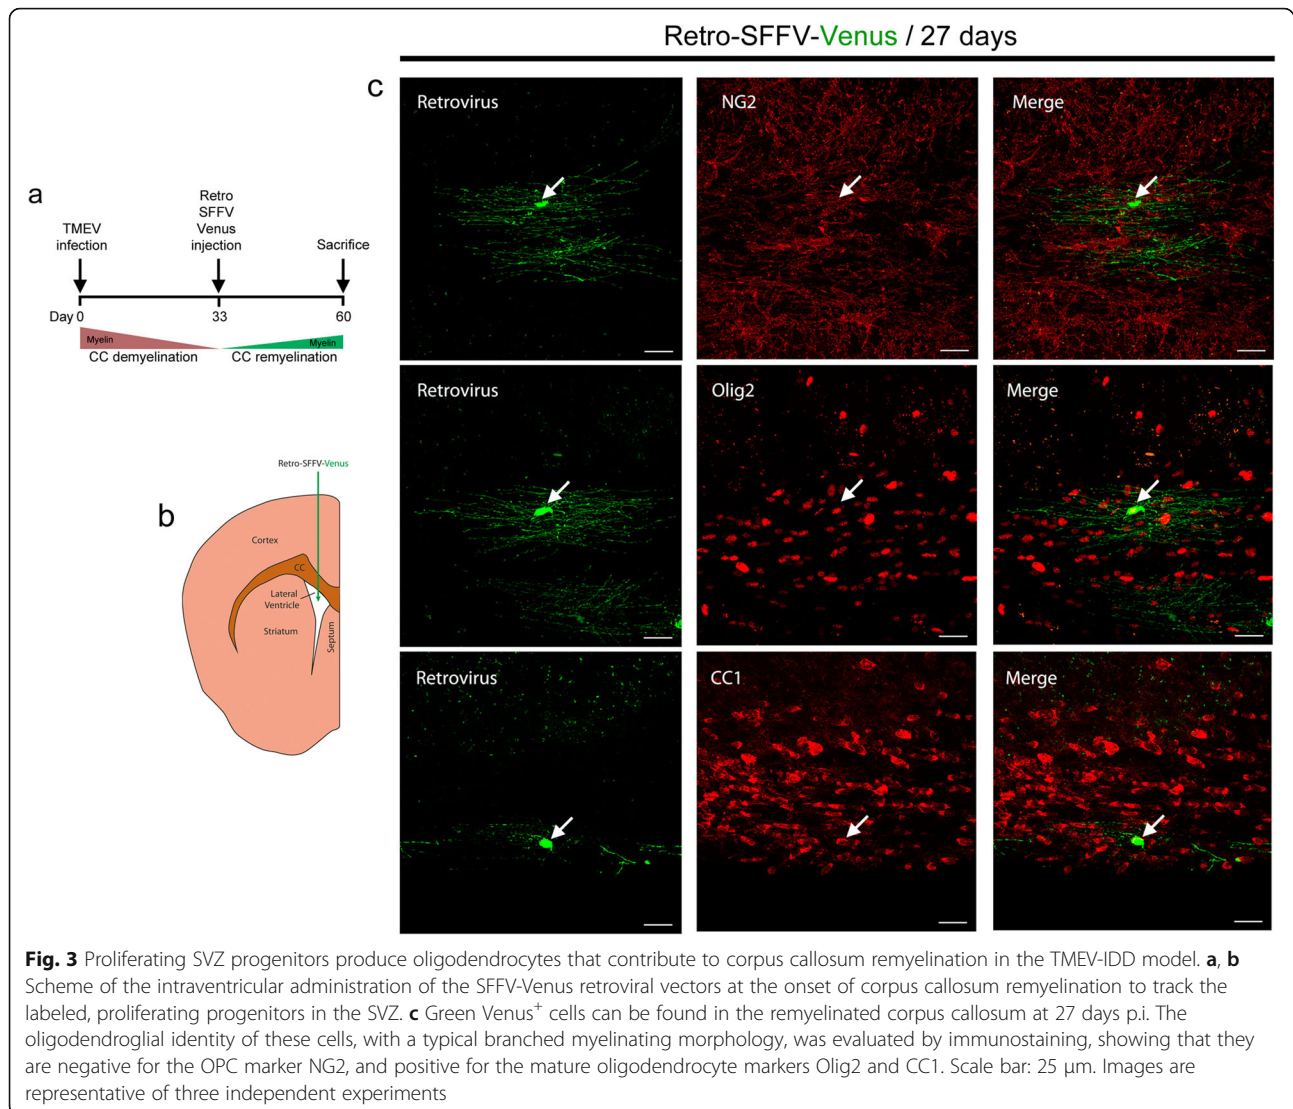 Retro-SFFV-Venus / 27 days
a
TMEV
infection
Retro
SFFV
Venus
injection
Sacrifice
Day 0
33
60
Myelin
Myelin
CC demyelination
CC remyelination
b
Retro-SFFV-Venus
Cortex
CC
Lateral
Ventricle
Striatum
Septum
c
Retrovirus
NG2
Merge
Retrovirus
Olig2
Merge
Retrovirus
CC1
Merge
Fig. 3 Proliferating SVZ progenitors produce oligodendrocytes that contribute to corpus callosum remyelination in the TMEV-IDD model. a, b
Scheme of the intraventricular administration of the SFFV-Venus retroviral vectors at the onset of corpus callosum remyelination to track the
labeled, proliferating progenitors in the SVZ. c Green Venus⁺ cells can be found in the remyelinated corpus callosum at 27 days p.i. The
oligodendroglial identity of these cells, with a typical branched myelinating morphology, was evaluated by immunostaining, showing that they
are negative for the OPC marker NG2, and positive for the mature oligodendrocyte markers Olig2 and CC1. Scale bar: 25 μm. Images are
representative of three independent experiments